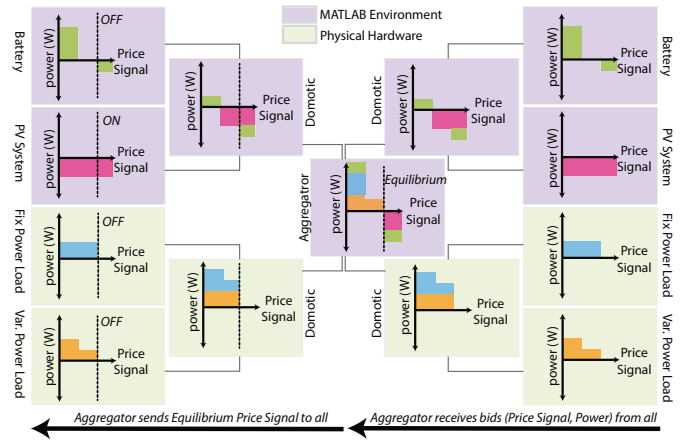 MATLAB Environment
Physical Hardware
Battery
power (W)
OFF
Price
Signal
PV System
power (W)
ON
Price
Signal
Fix Power Load
power (W)
OFF
Price
Signal
Var. Power Load
power (W)
OFF
Price
Signal
power (W)
Price
Signal
Domotic
power (W)
Price
Signal
Domotic
Aggregatror
power (W)
Equilibrium
Price
Signal
Domotic
power (W)
Price
Signal
Domotic
power (W)
Price
Signal
power (W)
Price
Signal
Battery
power (W)
Price
Signal
PV System
power (W)
Price
Signal
Fix Power Load
power (W)
Price
Signal
Var. Power Load
Aggregator sends Equilibrium Price Signal to all
Aggregator receives bids (Price Signal, Power) from all